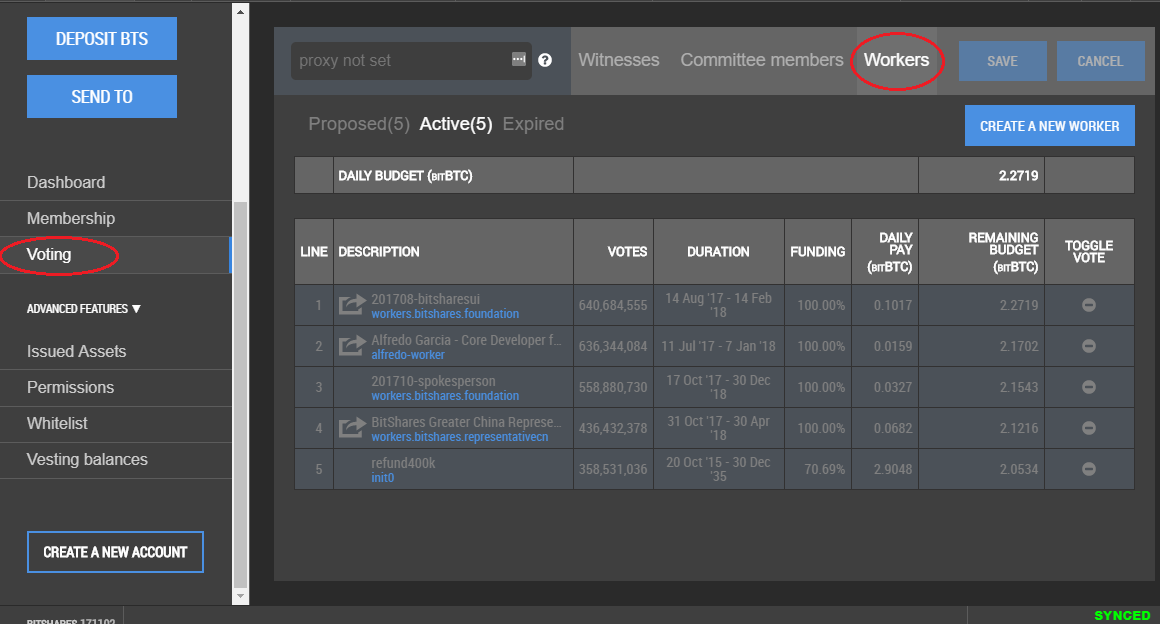 DEPOSIT BTS
SEND TO
Dashboard
Membership
Voting
ADVANCED FEATURES ▼
Issued Assets
Permissions
Whitelist
Vesting balances
CREATE A NEW ACCOUNT
proxy not set ?
Witnesses Committee members Workers SAVE CANCEL
Proposed(5) Active(5) Expired
CREATE A NEW WORKER
DAILY BUDGET (BITBTC) 2.2719
LINE DESCRIPTION VOTES DURATION FUNDING DAILY PAY (BITBTC) REMAINING BUDGET (BITBTC) TOGGLE VOTE
1 201708-bitsharesui 640,684,555 14 Aug '17 - 14 Feb '18 100.00% 0.1017 2.2719
workers.bitshares.foundation
2 Alfredo Garcia - Core Developer f... 636,344,084 11 Jul '17 - 7 Jan '18 100.00% 0.0159 2.1702
alfredo-worker
3 201710-spokesperson 558,880,730 17 Oct '17 - 30 Dec '18 100.00% 0.0327 2.1543
workers.bitshares.foundation
4 BitShares Greater China Represe... 436,432,378 31 Oct '17 - 30 Apr '18 100.00% 0.0682 2.1216
workers.bitshares.representativecn
5 refund400k 358,531,036 20 Oct '15 - 30 Dec '35 70.69% 2.9048 2.0534
init0
BITSHARES 171102
SYNCED